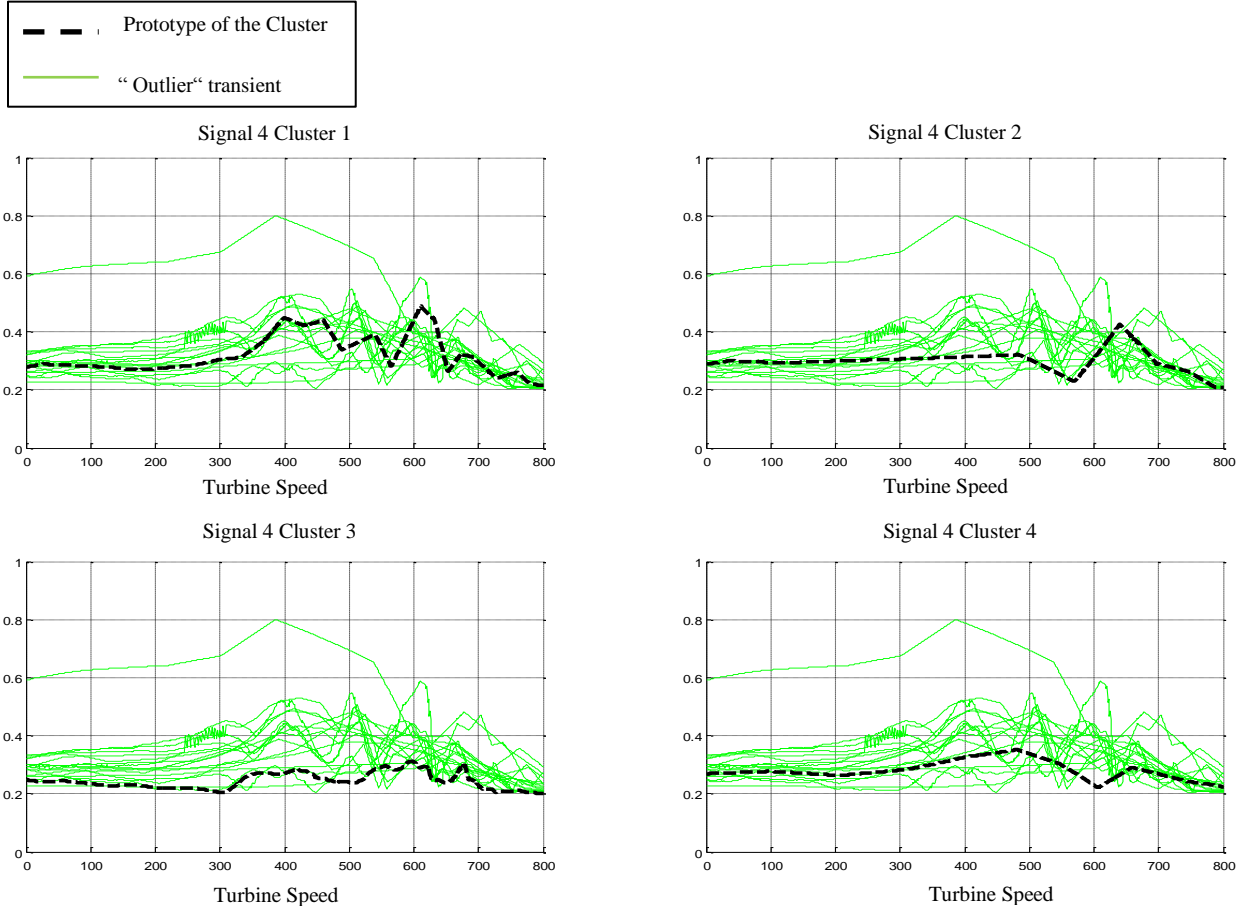 Prototype of the Cluster
“ Outlier“ transient
Signal 4 Cluster 1
1
0.8
0.6
0.4
0.2
0
0 100 200 300 400 500 600 700 800
Turbine Speed
Signal 4 Cluster 2
1
0.8
0.6
0.4
0.2
0
0 100 200 300 400 500 600 700 800
Turbine Speed
Signal 4 Cluster 3
1
0.8
0.6
0.4
0.2
0
0 100 200 300 400 500 600 700 800
Turbine Speed
Signal 4 Cluster 4
1
0.8
0.6
0.4
0.2
0
0 100 200 300 400 500 600 700 800
Turbine Speed